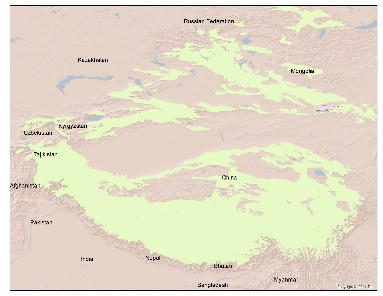 Russian Federation
Kazakhstan
Mongolia
Kyrgyzstan
Uzbekistan
Tajikistan
China
Afghanistan
Pakistan
India
Nepal
Bhutan
Bangladesh
Myanmar